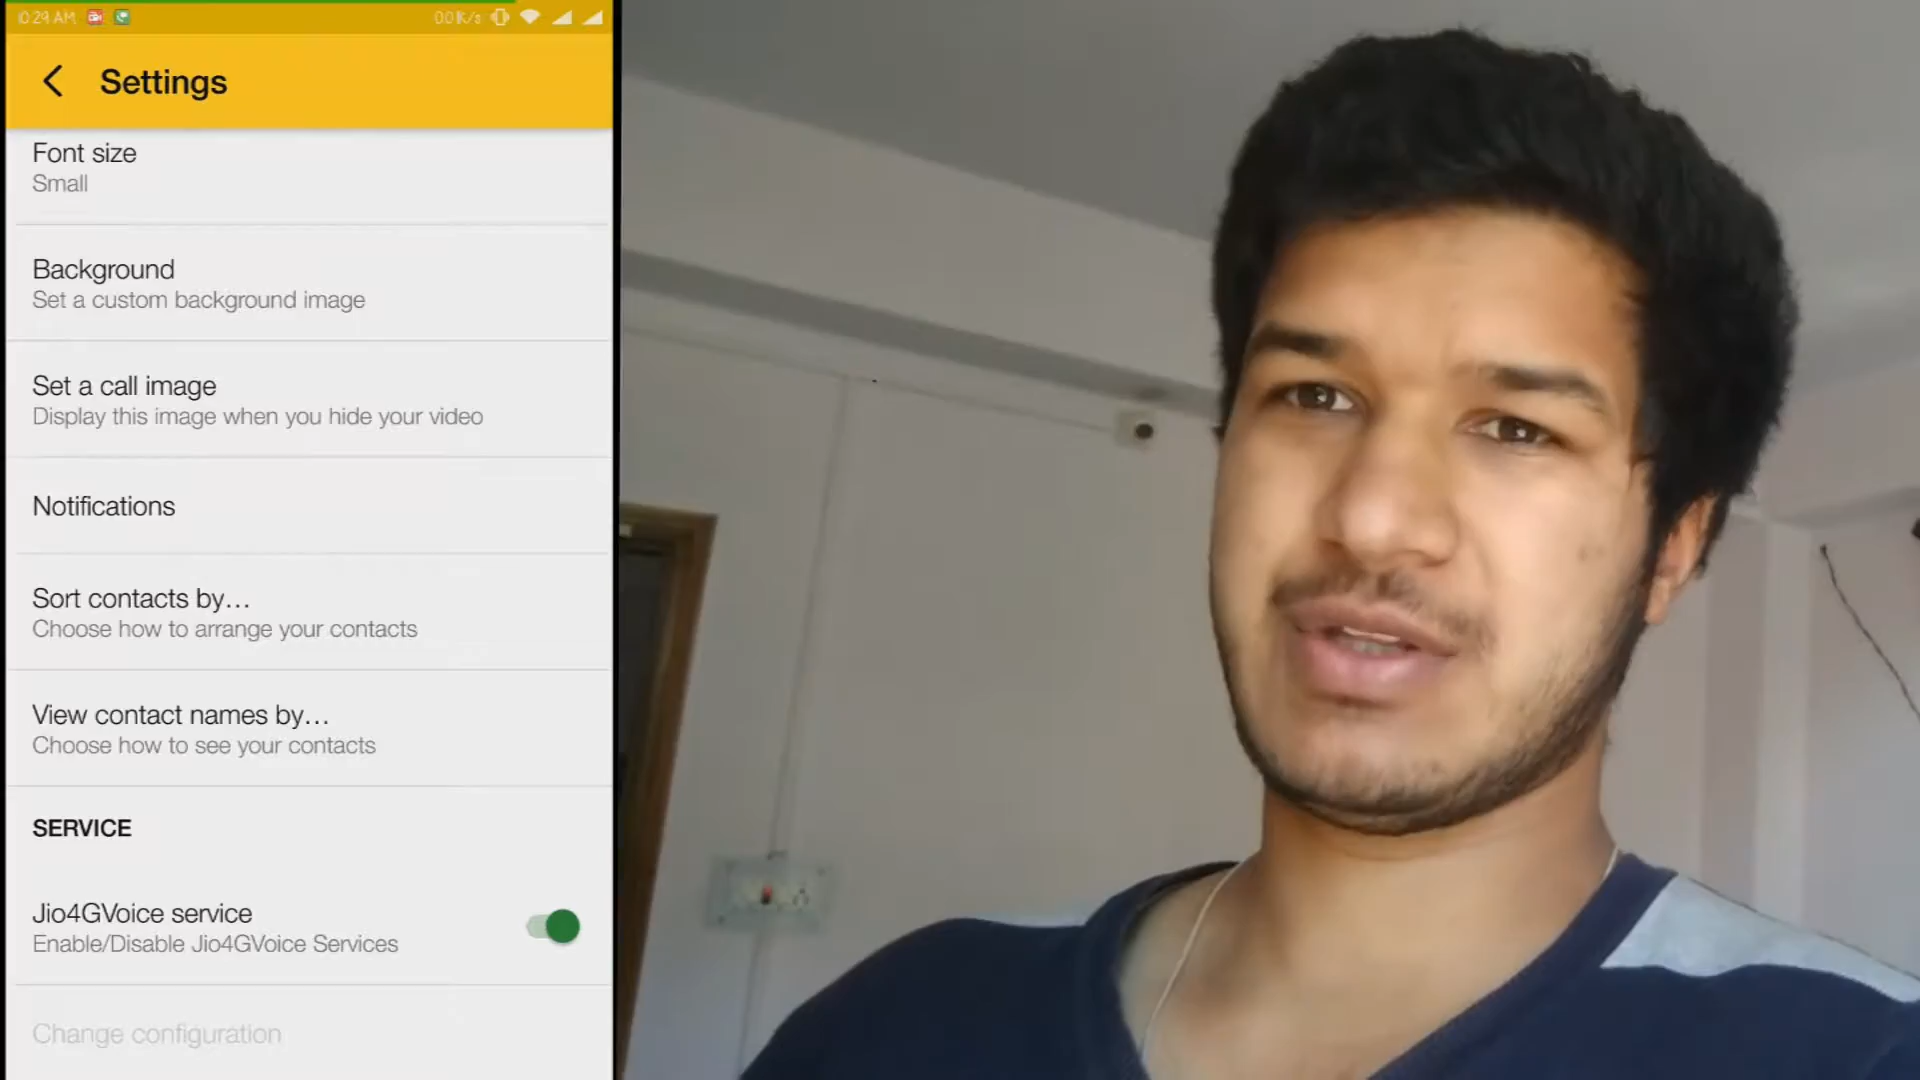 10:29 AM 0.0K/s
Settings
Font size
Small
Background
Set a custom background image
Set a call image
Display this image when you hide your video
Notifications
Sort contacts by...
Choose how to arrange your contacts
View contact names by...
Choose how to see your contacts
SERVICE
Jio4GVoice service
Enable/Disable Jio4GVoice Services
Change configuration